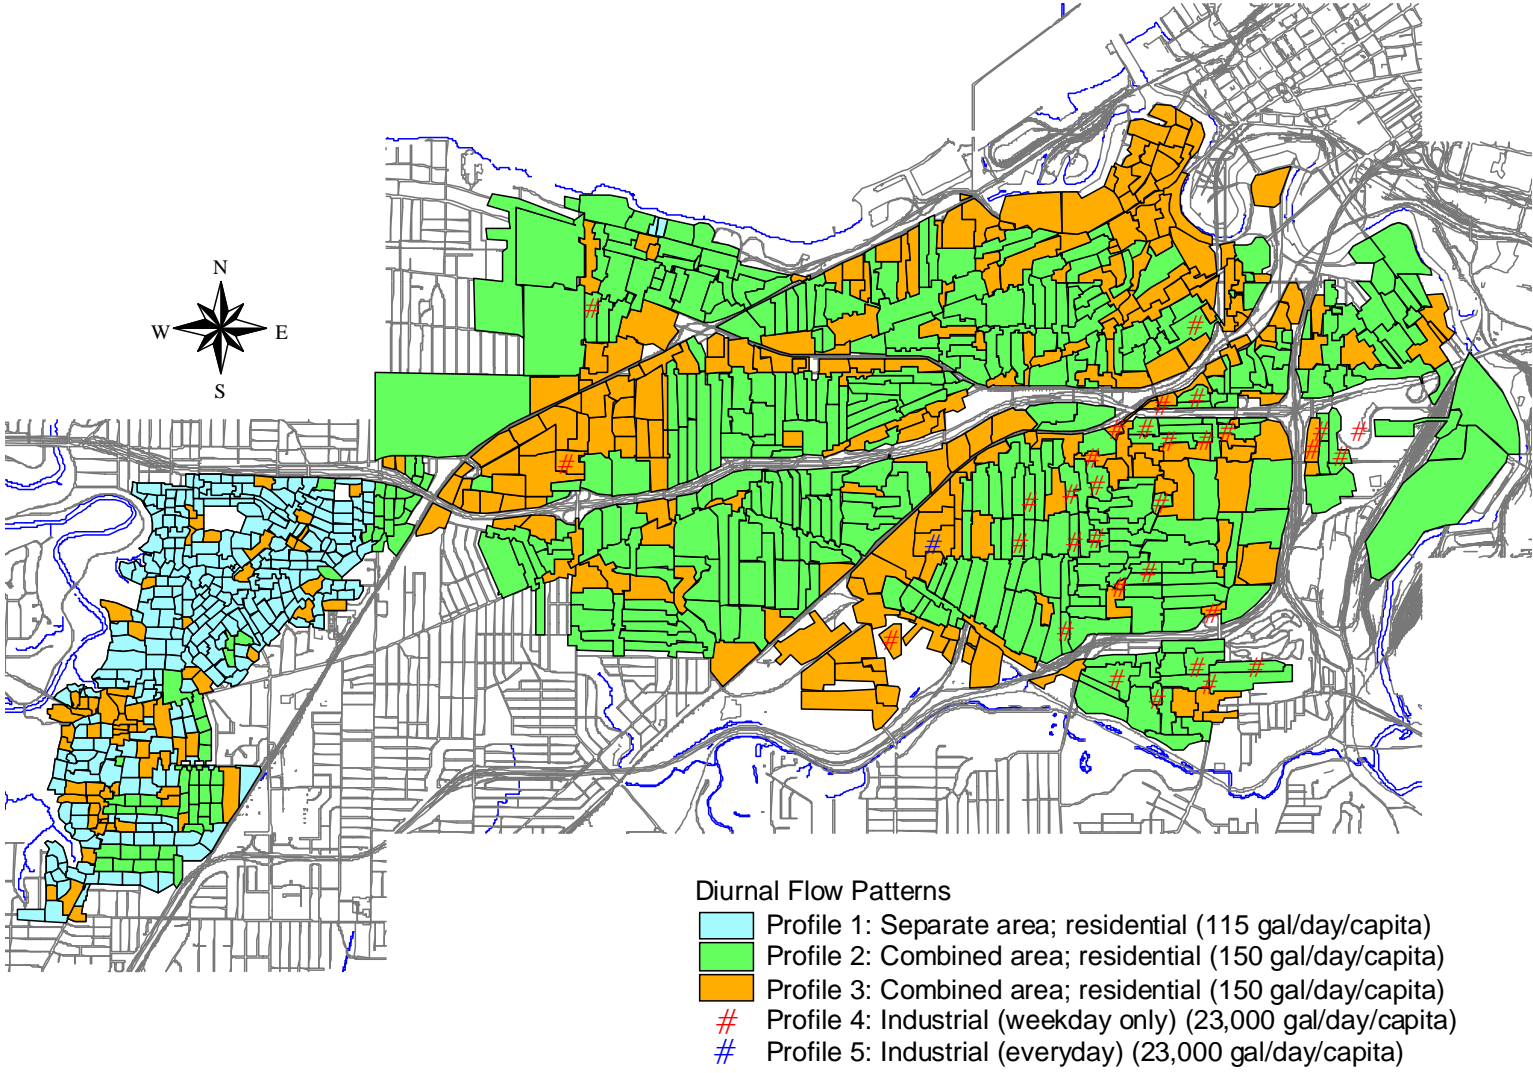 N
W E
S
Diurnal Flow Patterns
Profile 1: Separate area; residential (115 gal/day/capita)
Profile 2: Combined area; residential (150 gal/day/capita)
Profile 3: Combined area; residential (150 gal/day/capita)
# Profile 4: Industrial (weekday only) (23,000 gal/day/capita)
# Profile 5: Industrial (everyday) (23,000 gal/day/capita)